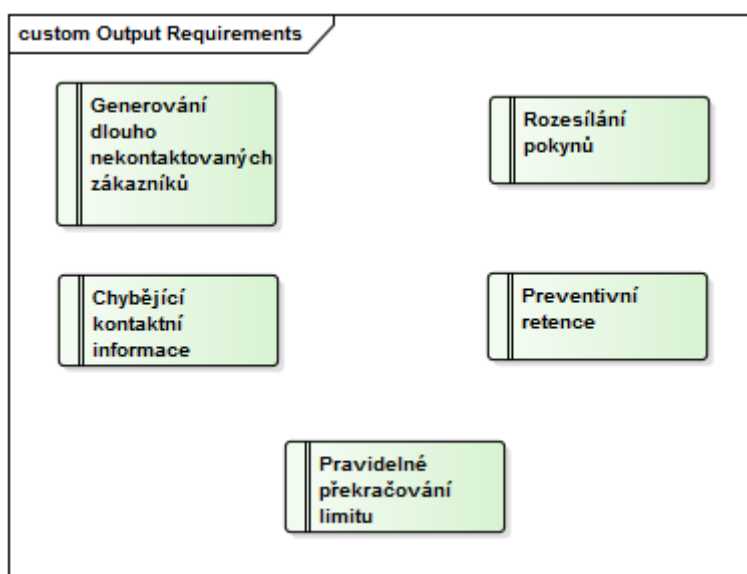 custom Output Requirements
Generování
dlouho
nekontaktovaných
zákazníků
Rozesílání
pokynů
Chybějící
kontaktní
informace
Preventivní
retence
Pravidelné
překračování
limitu